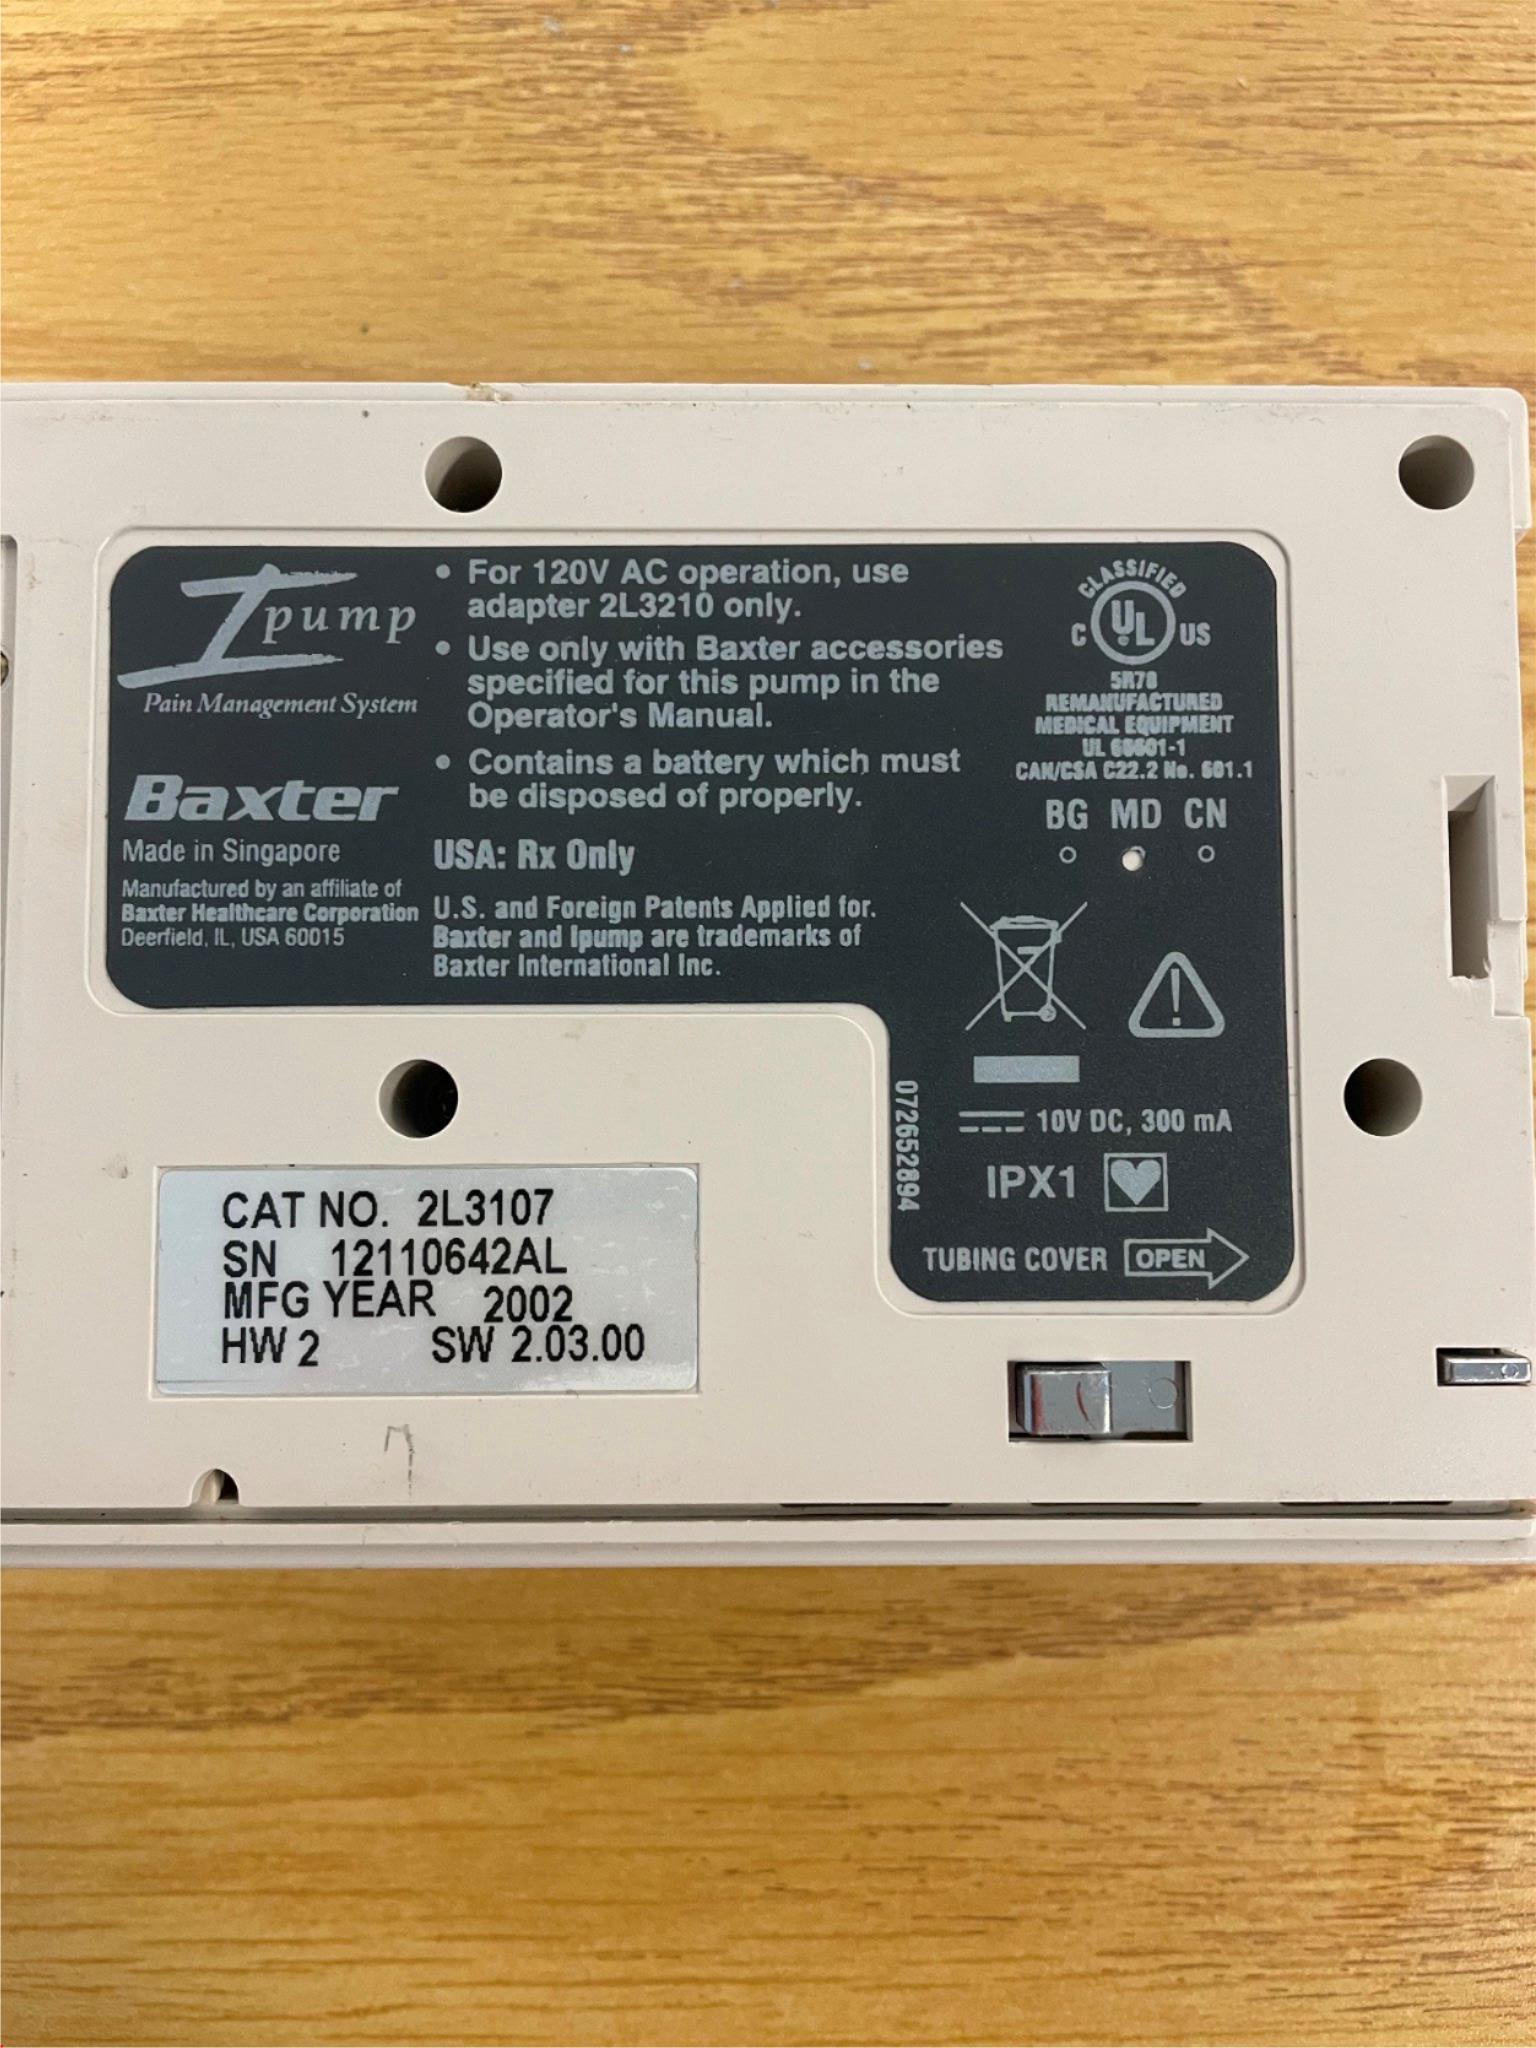 Ipump
Pain Management System
Baxter
Made in Singapore
Manufactured by an affiliate of
Baxter Healthcare Corporation
Deerfield, IL, USA 60015
• For 120V AC operation, use
adapter 2L3210 only.
• Use only with Baxter accessories
specified for this pump in the
Operator's Manual.
• Contains a battery which must
be disposed of properly.
USA: Rx Only
U.S. and Foreign Patents Applied for.
Baxter and Ipump are trademarks of
Baxter International Inc.
CLASSIFIED
C UL US
5R78
REMANUFACTURED
MEDICAL EQUIPMENT
UL 60601-1
CAN/CSA C22.2 No. 601.1
BG MD CN
10V DC, 300 mA
IPX1
072652894
TUBING COVER OPEN
CAT NO. 2L3107
SN 12110642AL
MFG YEAR 2002
HW 2 SW 2.03.00